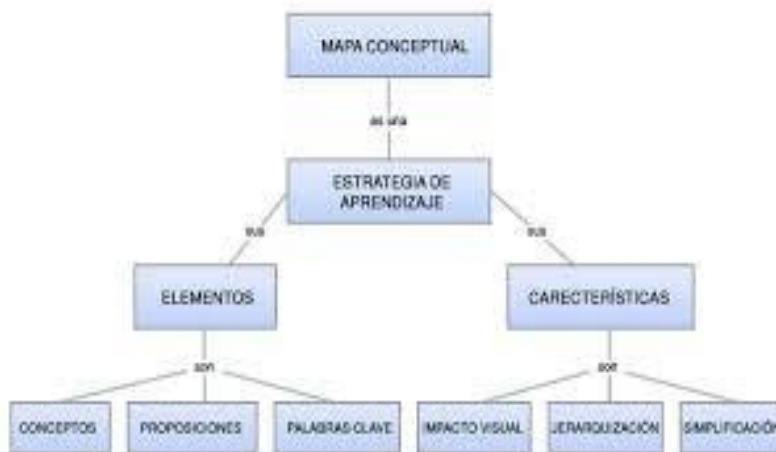 MAPA CONCEPTUAL
es una
ESTRATEGIA DE
APRENDIZAJE
sus
sus
ELEMENTOS
CARECTERÍSTICAS
son
son
CONCEPTOS
PROPOSICIONES
PALABRAS CLAVE
IMPACTO VISUAL
JERARQUIZACIÓN
SIMPLIFICACIÓN